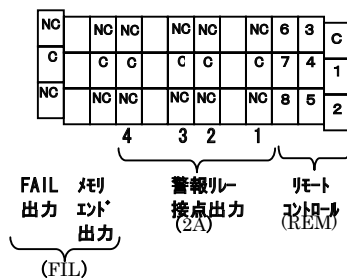 NC NC NC NC NC NC 6 3 C
C C C C C C 7 4 1
NC NC NC NC NC NC 8 5 2
4 3 2 1
FAIL 出力
メモリ エンド 出力
警報リレー 接点出力 (2A)
リモート コントロール (REM)
(FIL)